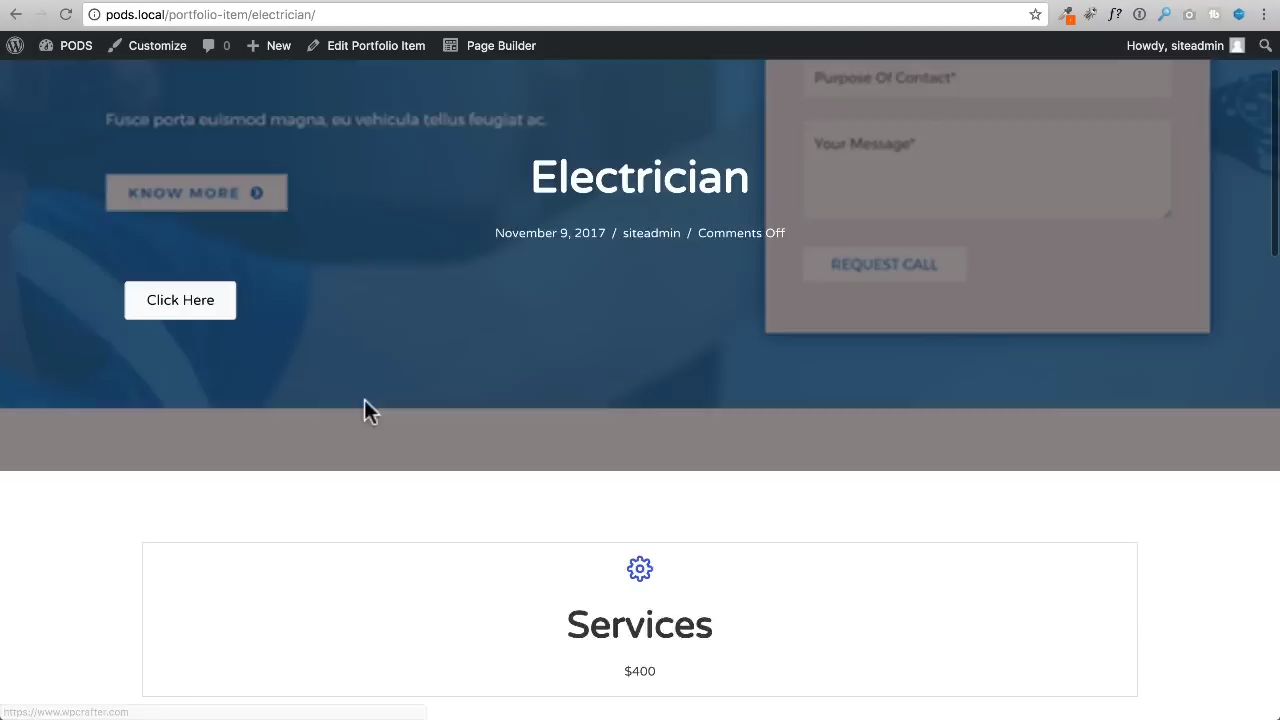 pods.local/portfolio-item/electrician/
PODS Customize 0 New Edit Portfolio Item Page Builder Howdy, siteadmin
Purpose Of Contact*
Fusce porta euismod magna, eu vehicula tellus feugiat ac.
Your Message*
Electrician
KNOW MORE
November 9, 2017 / siteadmin / Comments Off
REQUEST CALL
Click Here
Services
$400
https://www.wpcrafter.com